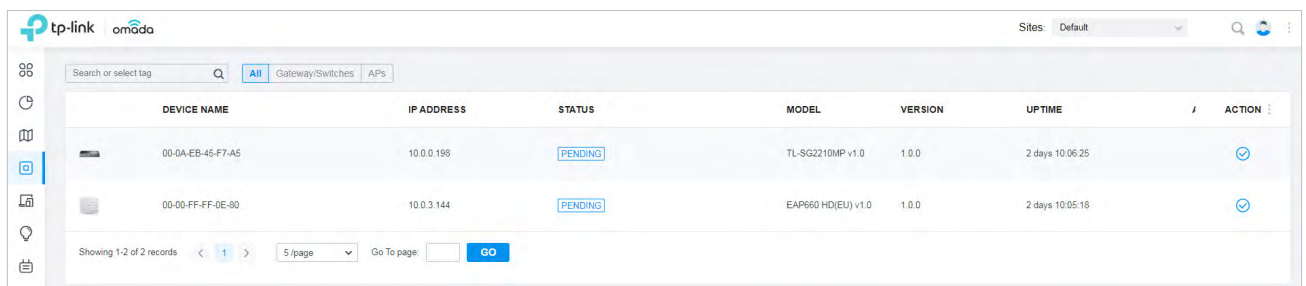 tp-link omada Sites: Default
Search or select tag All Gateway/Switches APs
DEVICE NAME IP ADDRESS STATUS MODEL VERSION UPTIME ACTION
00-0A-EB-45-F7-A5 10.0.0.198 PENDING TL-SG2210MP v1.0 1.0.0 2 days 10:06:25
00-00-FF-FF-0E-80 10.0.3.144 PENDING EAP660 HD(EU) v1.0 1.0.0 2 days 10:05:18
Showing 1-2 of 2 records < 1 > 5 /page Go To page: GO